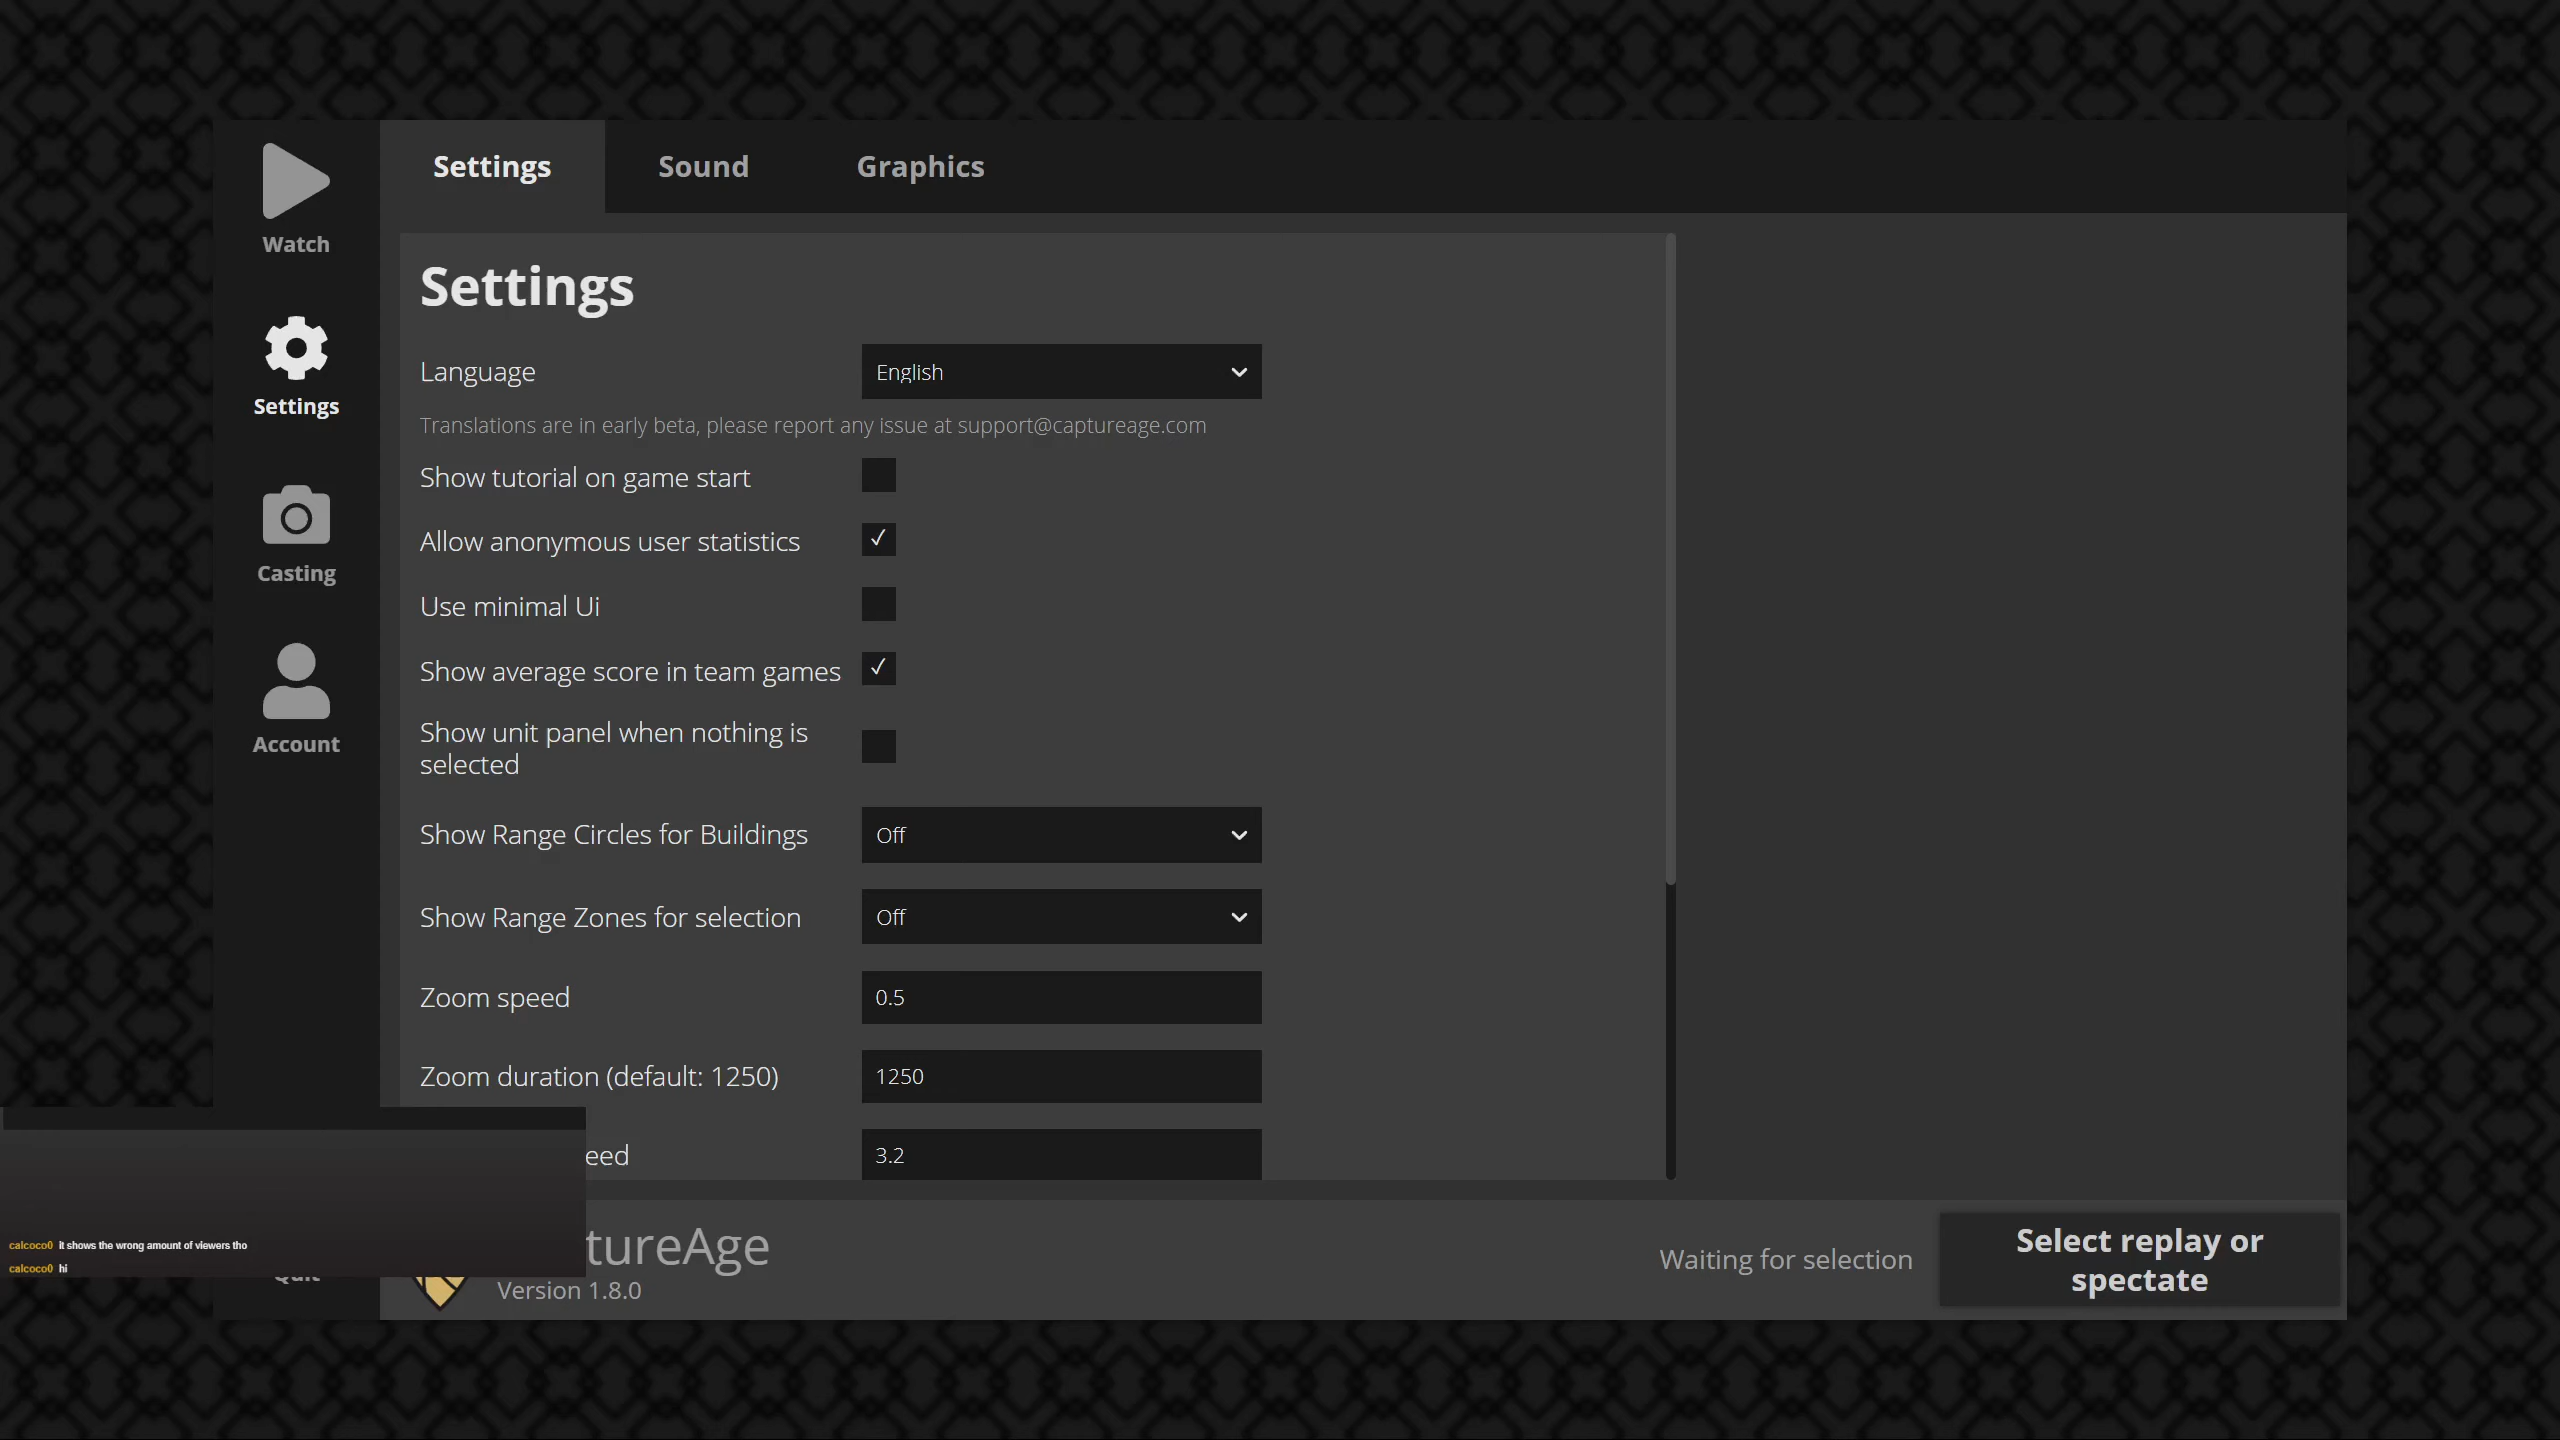 Watch
Settings
Casting
Account
Settings
Sound
Graphics
Settings
Language
English
Translations are in early beta, please report any issue at support@captureage.com
Show tutorial on game start
Allow anonymous user statistics
✓
Use minimal Ui
Show average score in team games
✓
Show unit panel when nothing is
selected
Show Range Circles for Buildings
Off
Show Range Zones for selection
Off
Zoom speed
0.5
Zoom duration (default: 1250)
1250
eed
3.2
calcoco0 it shows the wrong amount of viewers tho
calcoco0 hi
Quit
tureAge
Version 1.8.0
Waiting for selection
Select replay or
spectate